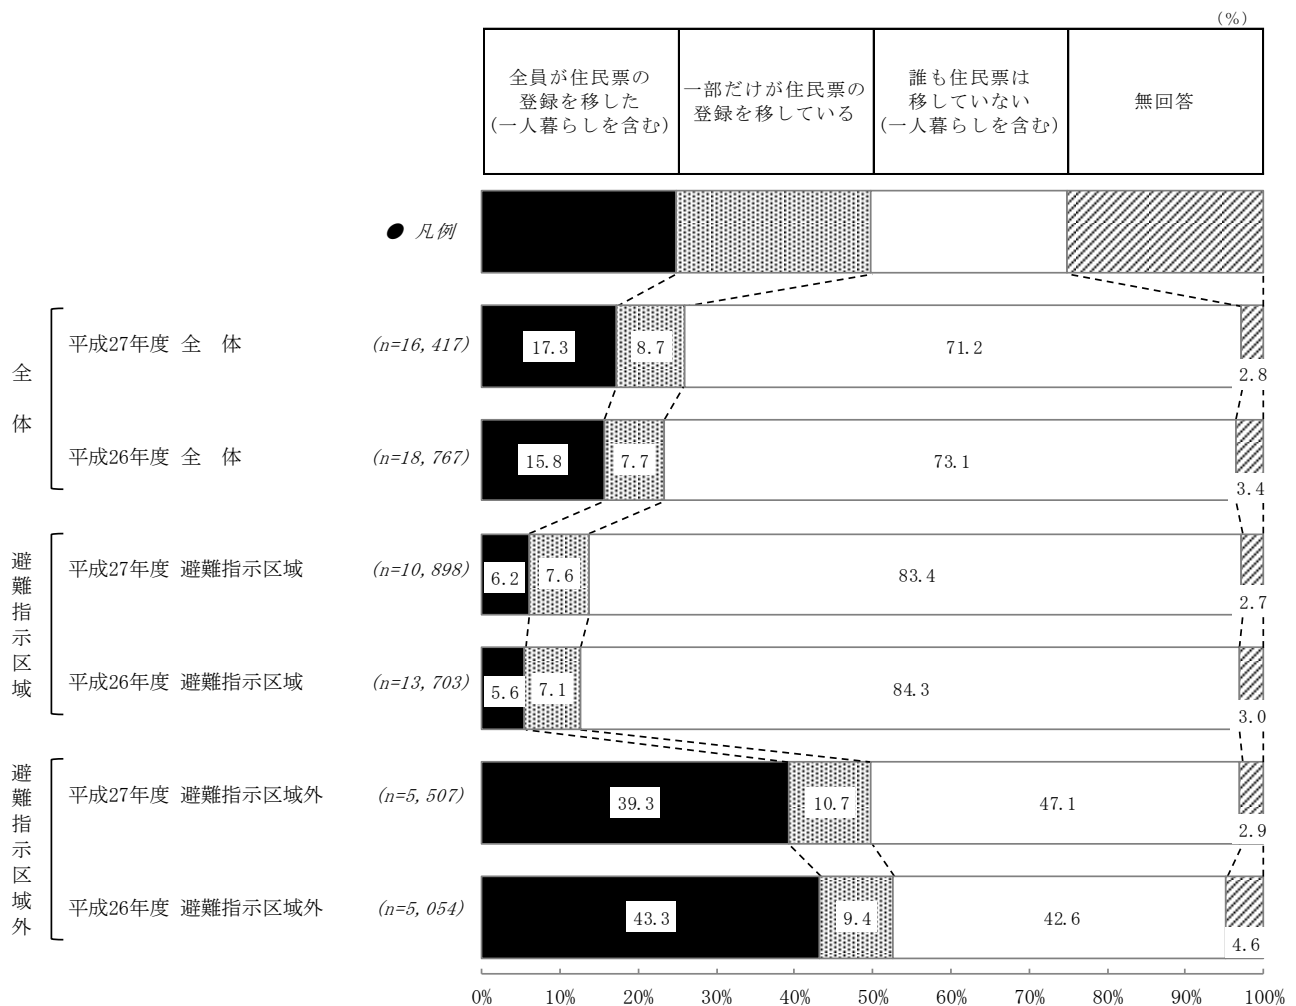 (%)
全員が住民票の
登録を移した
(一人暮らしを含む)
一部だけが住民票の
登録を移している
誰も住民票は
移していない
(一人暮らしを含む)
無回答
凡例
全体
平成27年度 全　体 (n=16,417) 17.3 8.7 71.2 2.8
平成26年度 全　体 (n=18,767) 15.8 7.7 73.1 3.4
避難指示区域
平成27年度 避難指示区域 (n=10,898) 6.2 7.6 83.4 2.7
平成26年度 避難指示区域 (n=13,703) 5.6 7.1 84.3 3.0
避難指示区域外
平成27年度 避難指示区域外 (n=5,507) 39.3 10.7 47.1 2.9
平成26年度 避難指示区域外 (n=5,054) 43.3 9.4 42.6 4.6
0% 10% 20% 30% 40% 50% 60% 70% 80% 90% 100%